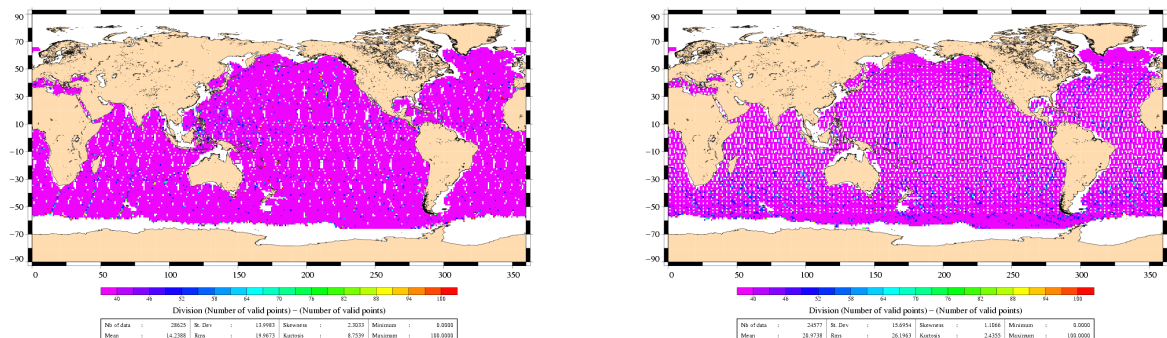 90
70
50
30
10
−10
−30
−50
−70
−90
0 50 100 150 200 250 300 350
40 46 52 58 64 70 76 82 88 94 100
Division (Number of valid points) − (Number of valid points)
Nb of data : 28625 St. Dev : 13.9983 Skewness : 2.3033 Minimum : 0.0000
Mean : 14.2388 Rms : 19.9673 Kurtosis : 8.7539 Maximum : 100.0000
90
70
50
30
10
−10
−30
−50
−70
−90
0 50 100 150 200 250 300 350
40 46 52 58 64 70 76 82 88 94 100
Division (Number of valid points) − (Number of valid points)
Nb of data : 24577 St. Dev : 15.6954 Skewness : 1.1066 Minimum : 0.0000
Mean : 20.9738 Rms : 26.1963 Kurtosis : 2.4355 Maximum : 100.0000